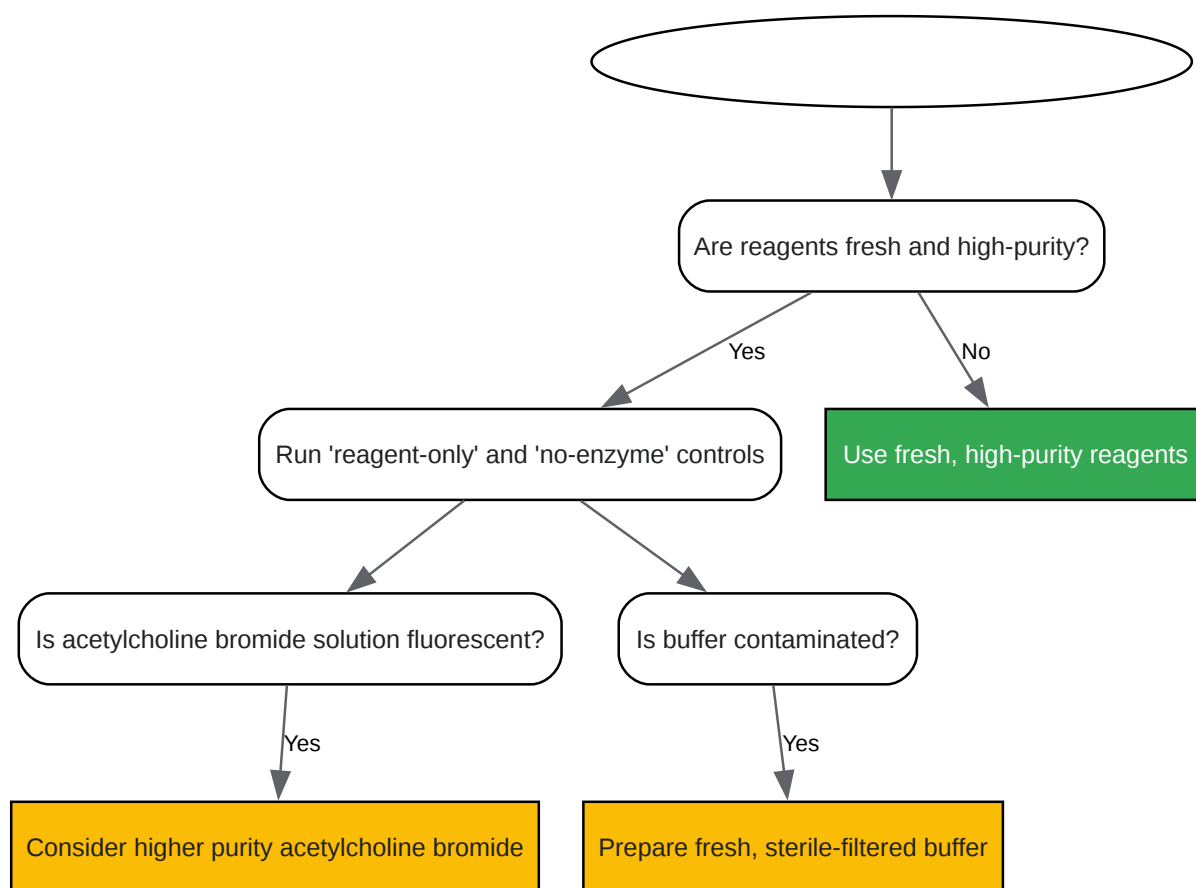 Are reagents fresh and high-purity?
Yes
No
Run 'reagent-only' and 'no-enzyme' controls
Use fresh, high-purity reagents
Is acetylcholine bromide solution fluorescent?
Is buffer contaminated?
Yes
Yes
Consider higher purity acetylcholine bromide
Prepare fresh, sterile-filtered buffer